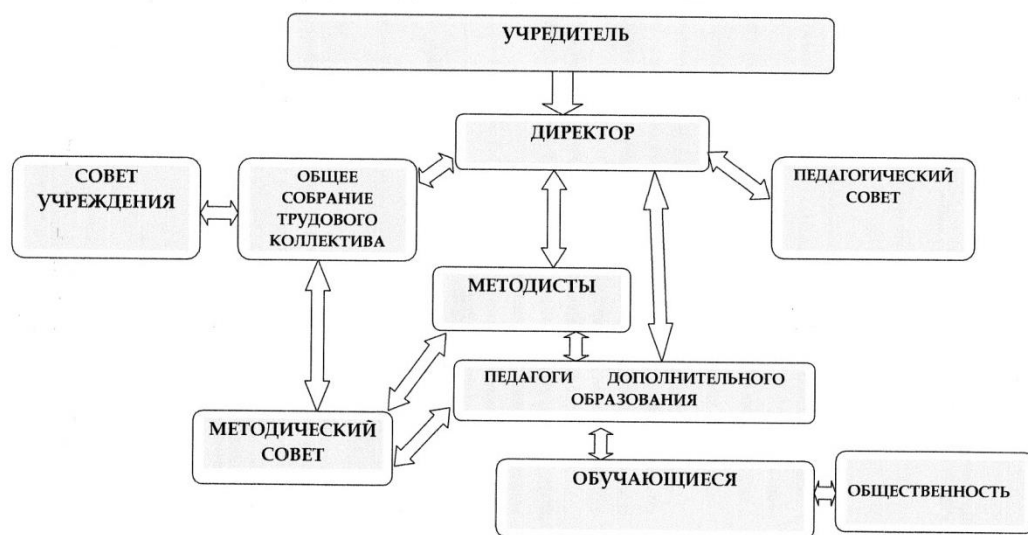 УЧРЕДИТЕЛЬ
ДИРЕКТОР
СОВЕТ
УЧРЕЖДЕНИЯ
ОБЩЕЕ
СОБРАНИЕ
ТРУДОВОГО
КОЛЛЕКТИВА
ПЕДАГОГИЧЕСКИЙ
СОВЕТ
МЕТОДИСТЫ
ПЕДАГОГИ ДОПОЛНИТЕЛЬНОГО
ОБРАЗОВАНИЯ
МЕТОДИЧЕСКИЙ
СОВЕТ
ОБУЧАЮЩИЕСЯ
ОБЩЕСТВЕННОСТЬ